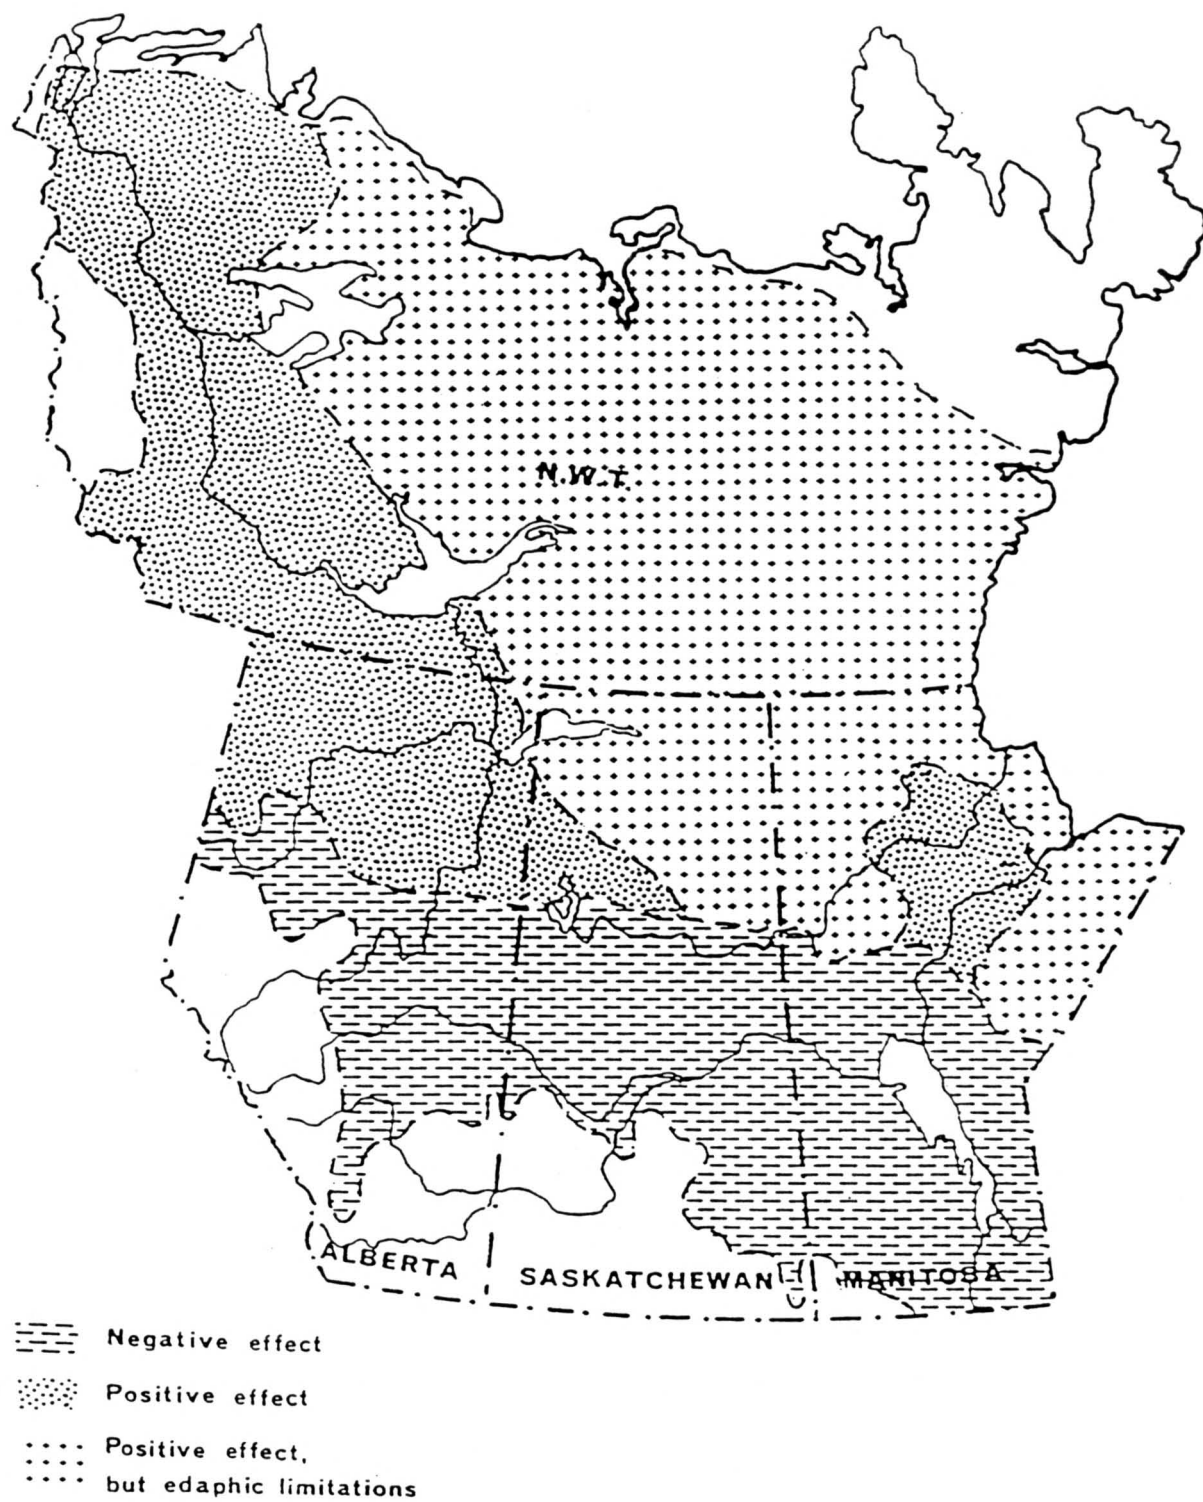 N.W.T.
ALBERTA
SASKATCHEWAN
MANITOBA
Negative effect
Positive effect
Positive effect,
but edaphic limitations